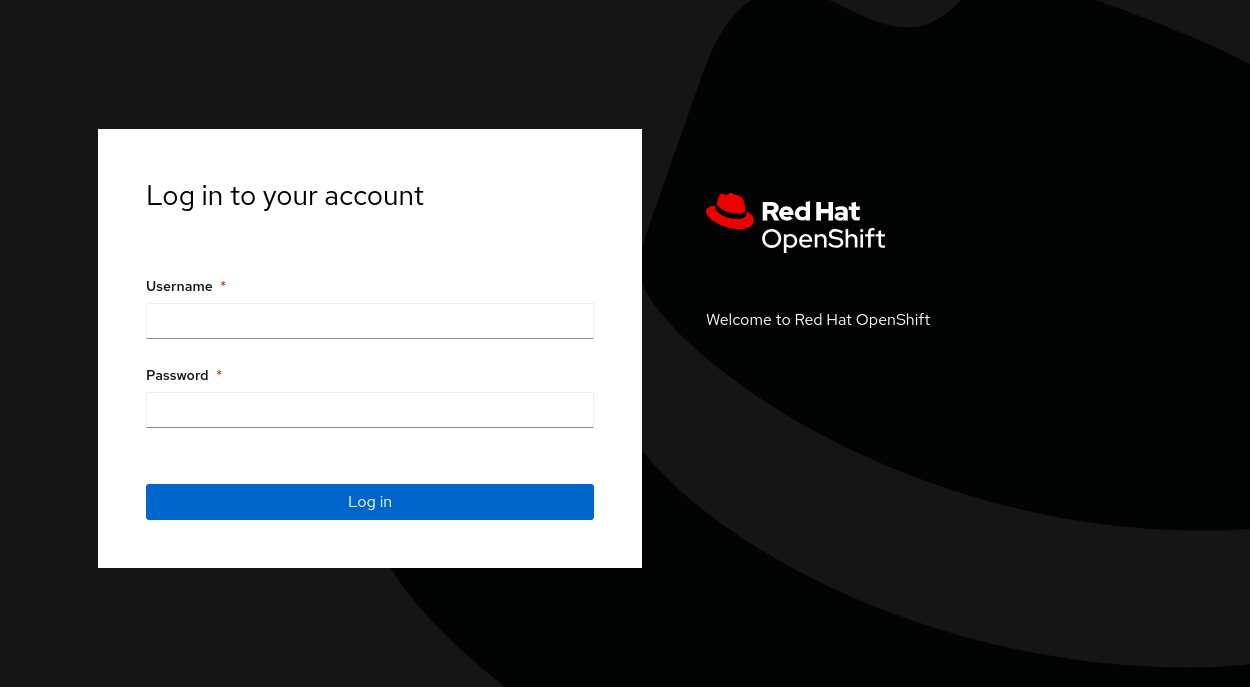 Log in to your account
Username *
Password *
Log in
Red Hat
OpenShift
Welcome to Red Hat OpenShift